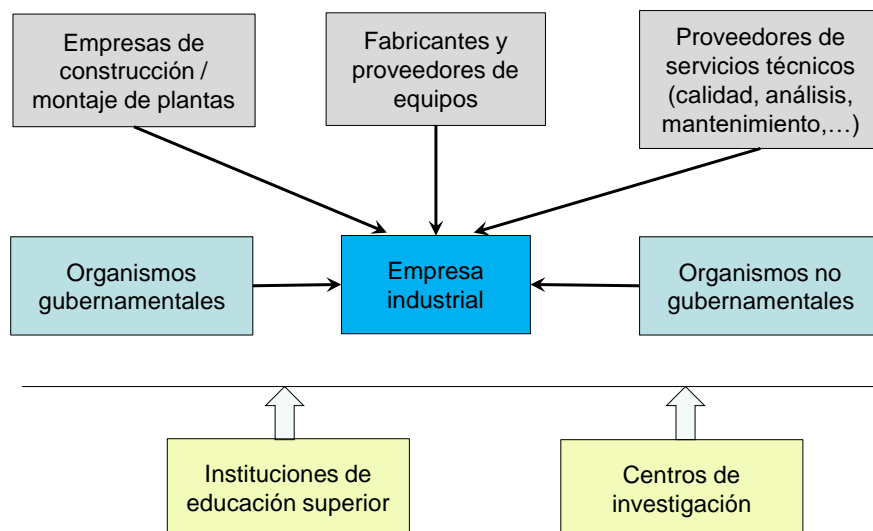 Empresas de
construcción /
montaje de plantas
Fabricantes y
proveedores de
equipos
Proveedores de
servicios técnicos
(calidad, análisis,
mantenimiento,…)
Organismos
gubernamentales
Empresa
industrial
Organismos no
gubernamentales
Instituciones de
educación superior
Centros de
investigación